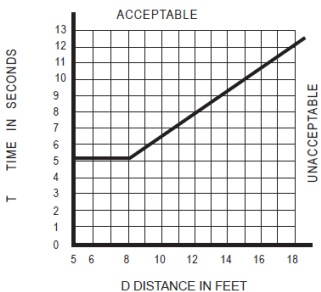 ACCEPTABLE
T TIME IN SECONDS
13
12
11
10
9
8
7
6
5
4
3
2
1
0
5 6 8 10 12 14 16 18
UNACCEPTABLE
D DISTANCE IN FEET